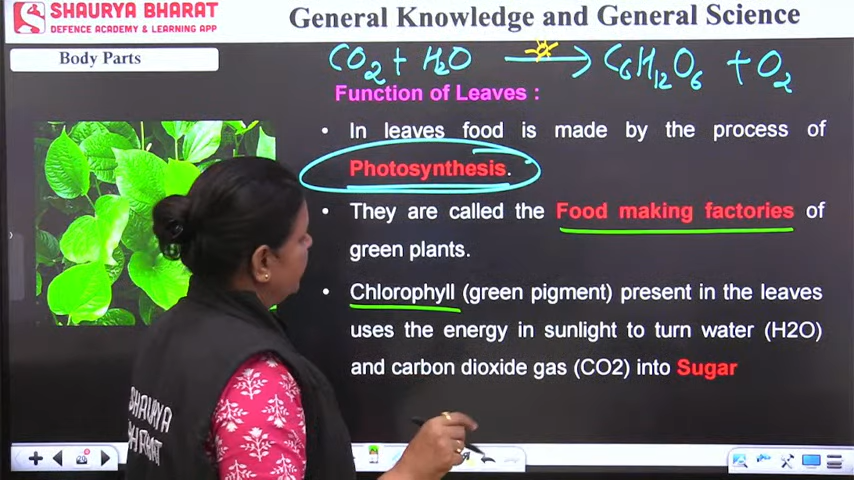 SHAURYA BHARAT
DEFENCE ACADEMY & LEARNING APP
General Knowledge and General Science
Body Parts
CO2 + H2O → C6H12O6 + O2
Function of Leaves :
• In leaves food is made by the process of
Photosynthesis.
• They are called the Food making factories of
green plants.
• Chlorophyll (green pigment) present in the leaves
uses the energy in sunlight to turn water (H2O)
and carbon dioxide gas (CO2) into Sugar
SHAURYA
BHARAT